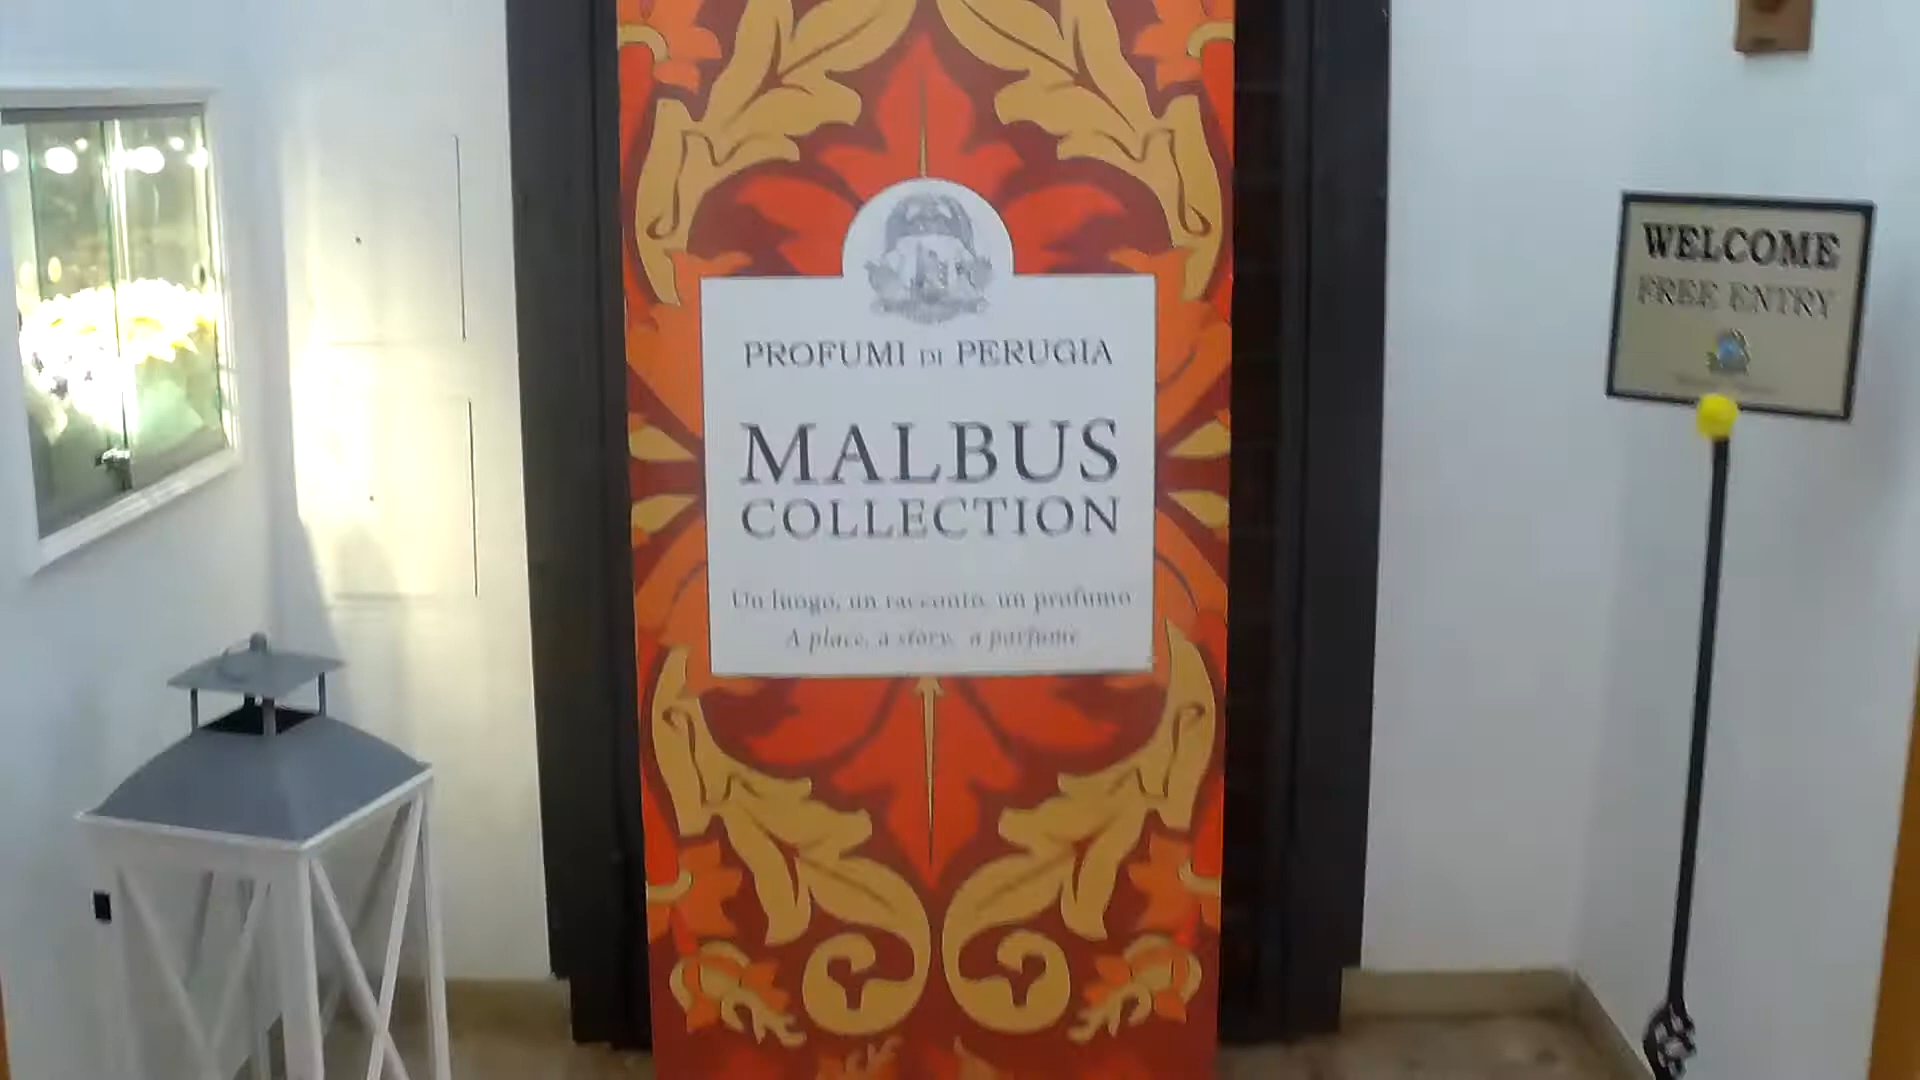 PROFUMI DI PERUGIA
MALBUS
COLLECTION
Un luogo, un racconto, un profumo
A place, a story, a parfume
WELCOME
FREE ENTRY